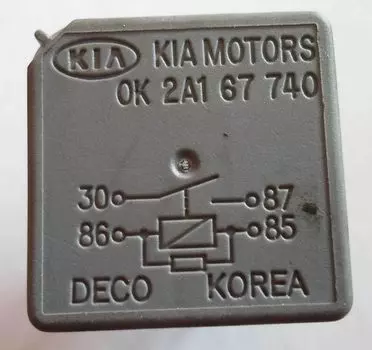 KIA KIA MOTORS
0K 2A1 67 740
30 87
86 85
DECO KOREA